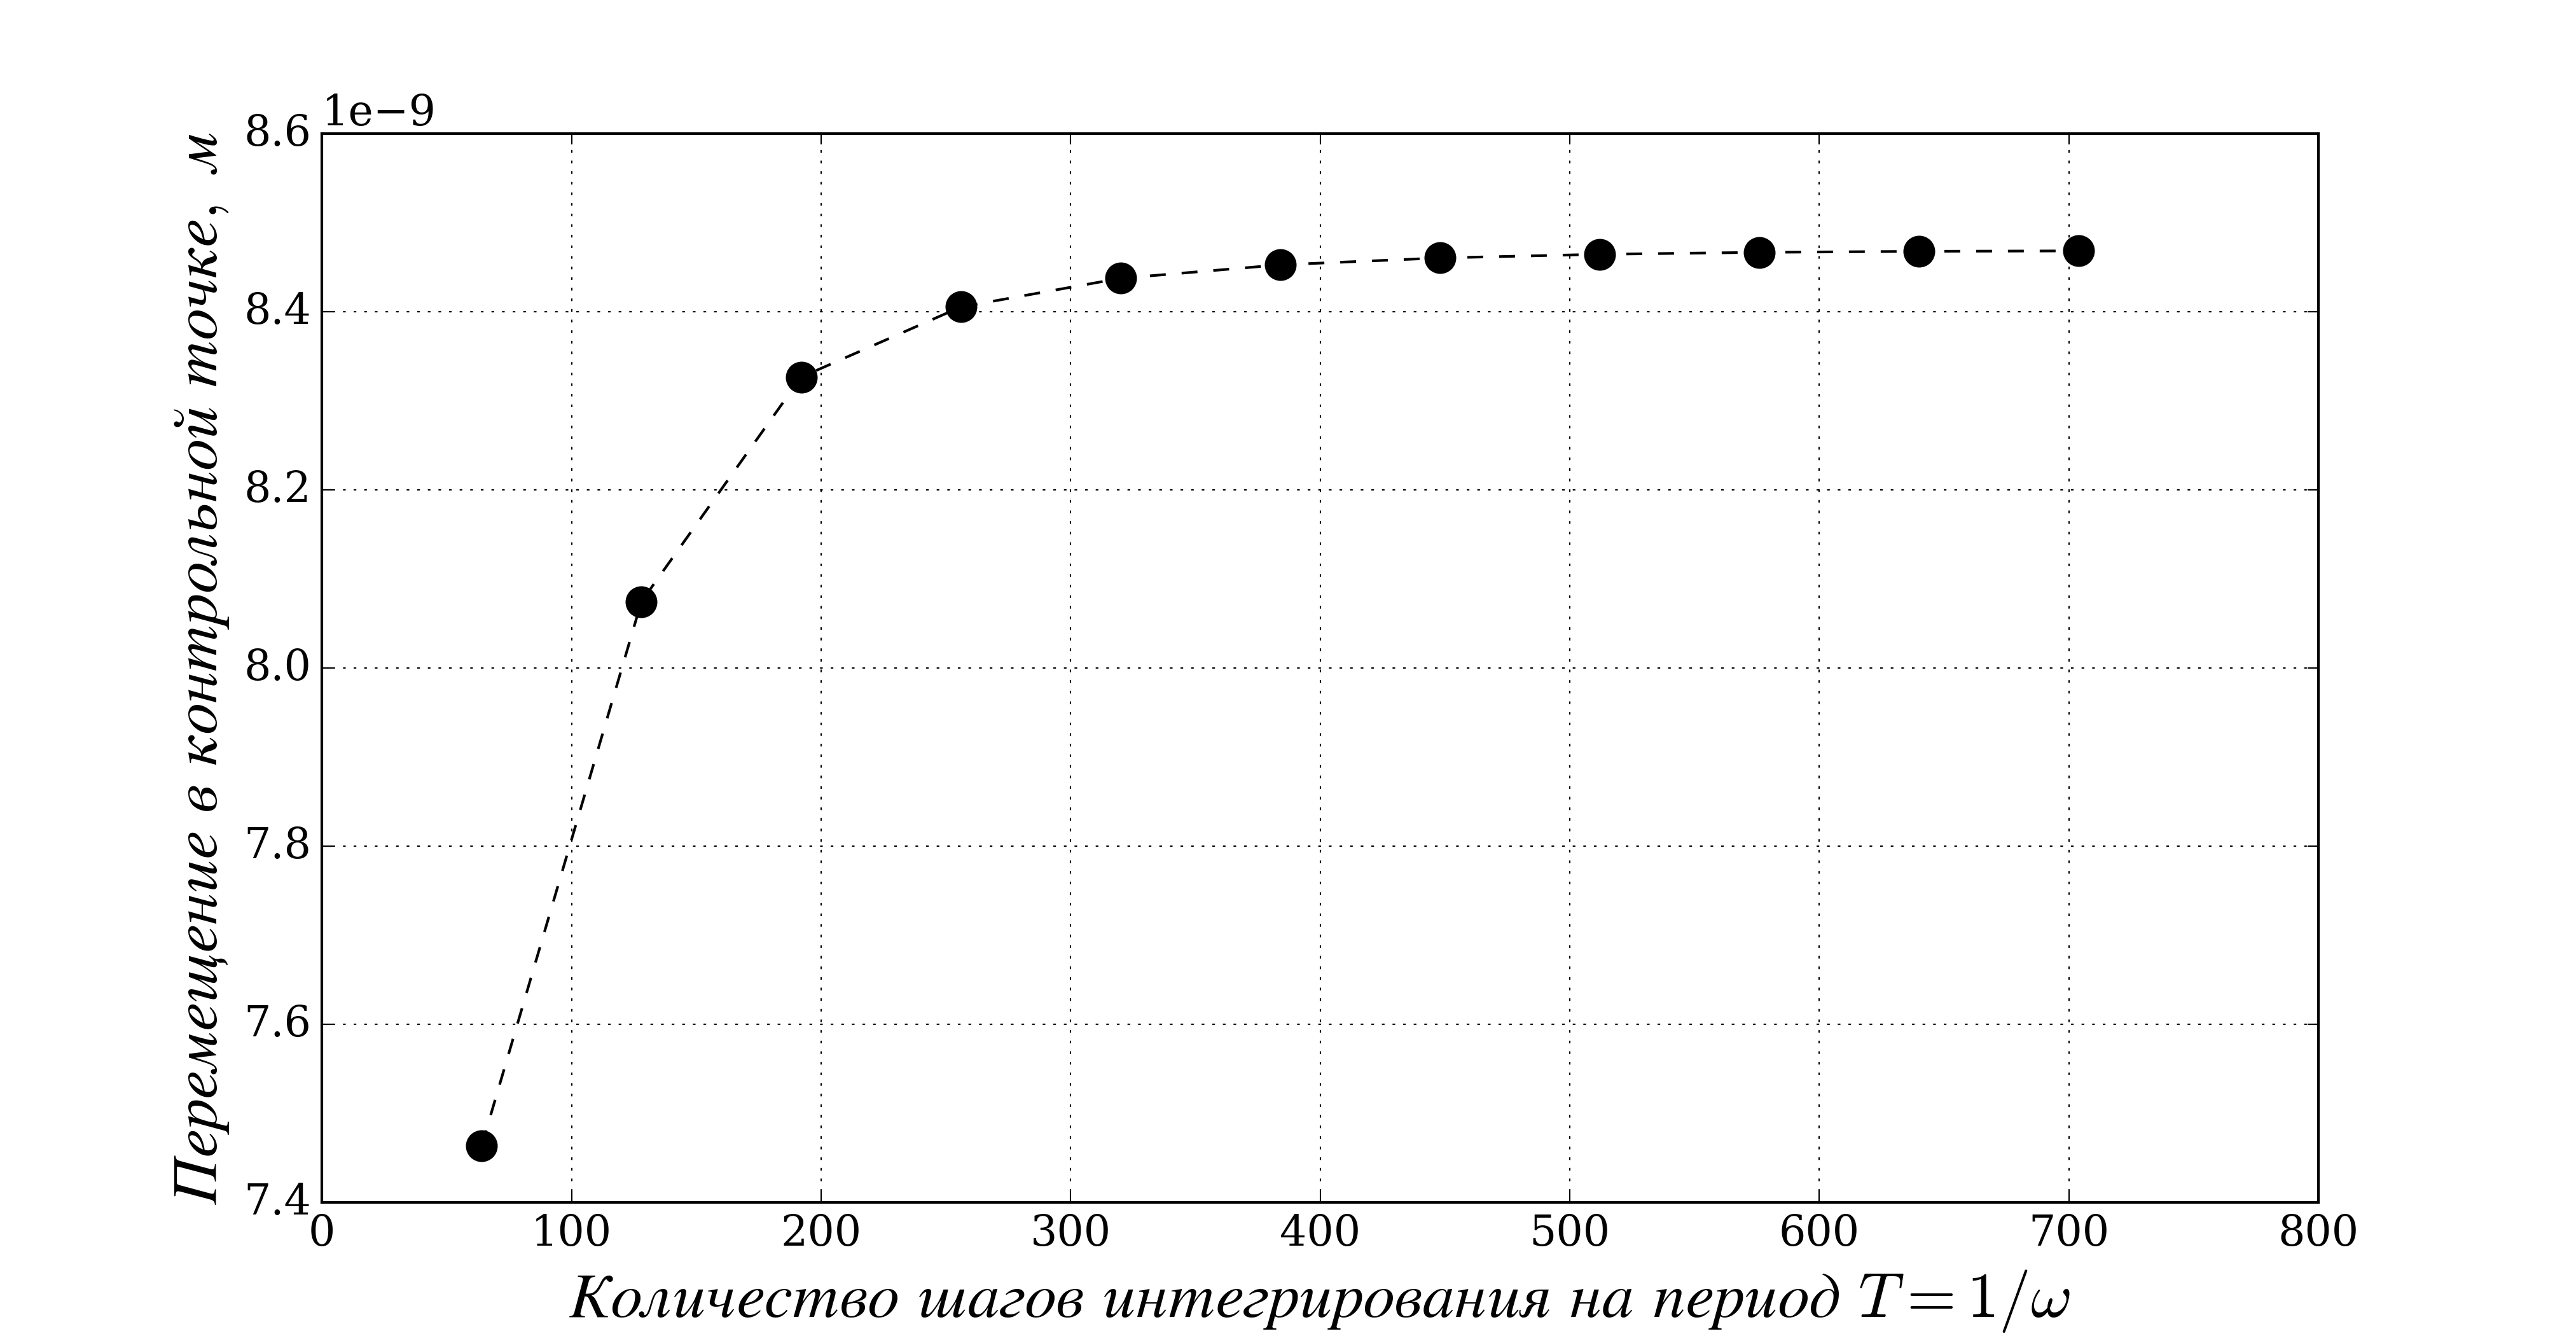 1e−9
8.6
8.4
8.2
8.0
7.8
7.6
7.4
Перемещение в контрольной точке, м
0 100 200 300 400 500 600 700 800
Количество шагов интегрирования на период T=1/ω